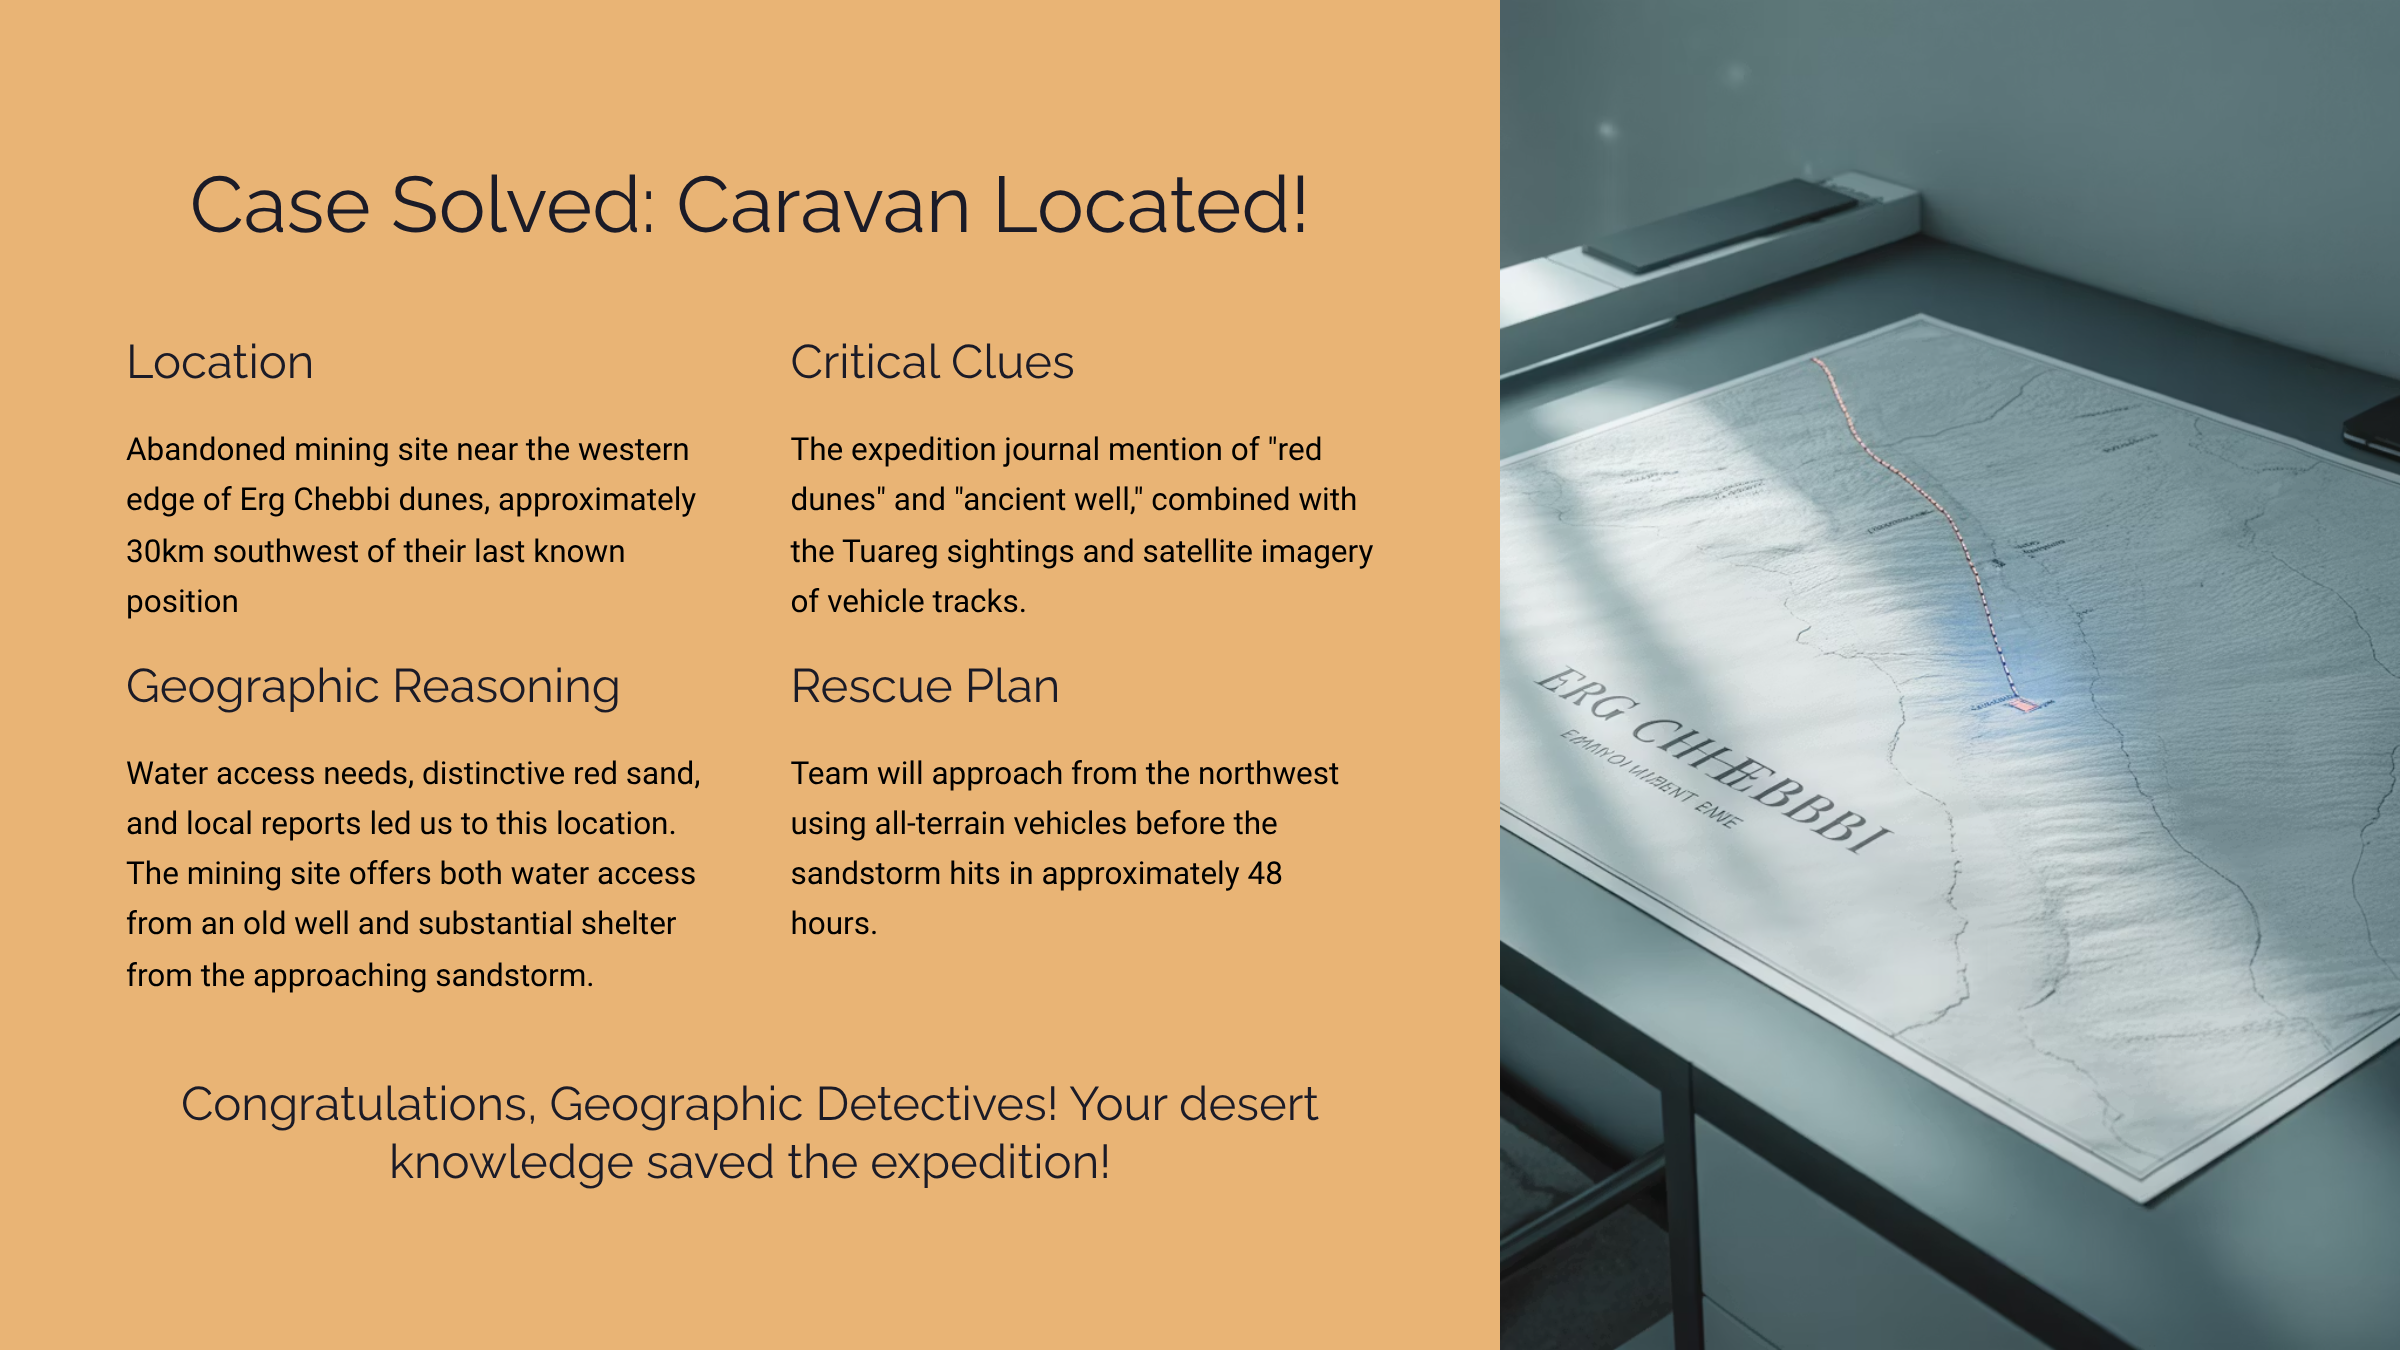 Case Solved: Caravan Located!
Location
Abandoned mining site near the western
edge of Erg Chebbi dunes, approximately
30km southwest of their last known
position
Critical Clues
The expedition journal mention of "red
dunes" and "ancient well," combined with
the Tuareg sightings and satellite imagery
of vehicle tracks.
Geographic Reasoning
Water access needs, distinctive red sand,
and local reports led us to this location.
The mining site offers both water access
from an old well and substantial shelter
from the approaching sandstorm.
Rescue Plan
Team will approach from the northwest
using all-terrain vehicles before the
sandstorm hits in approximately 48
hours.
Congratulations, Geographic Detectives! Your desert
knowledge saved the expedition!
ERG CHHEBBBI